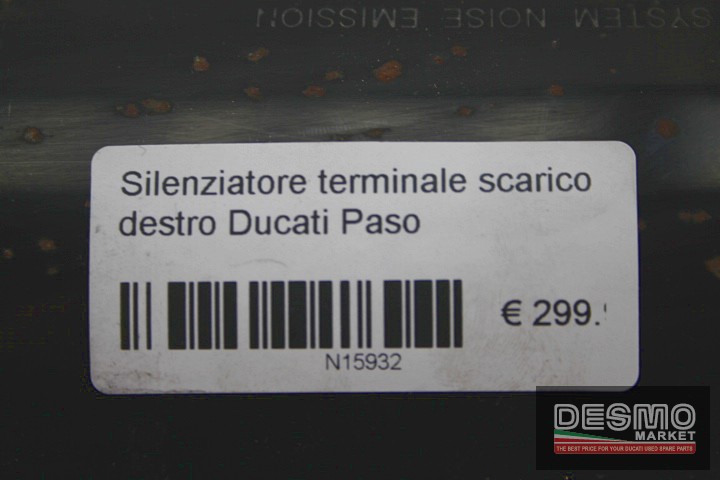 SYSTEM NOISE EMISSION
Silenziatore terminale scarico
destro Ducati Paso
€ 299.
N15932
DESMO
MARKET
THE BEST PRICE FOR YOUR DUCATI USED SPARE PARTS